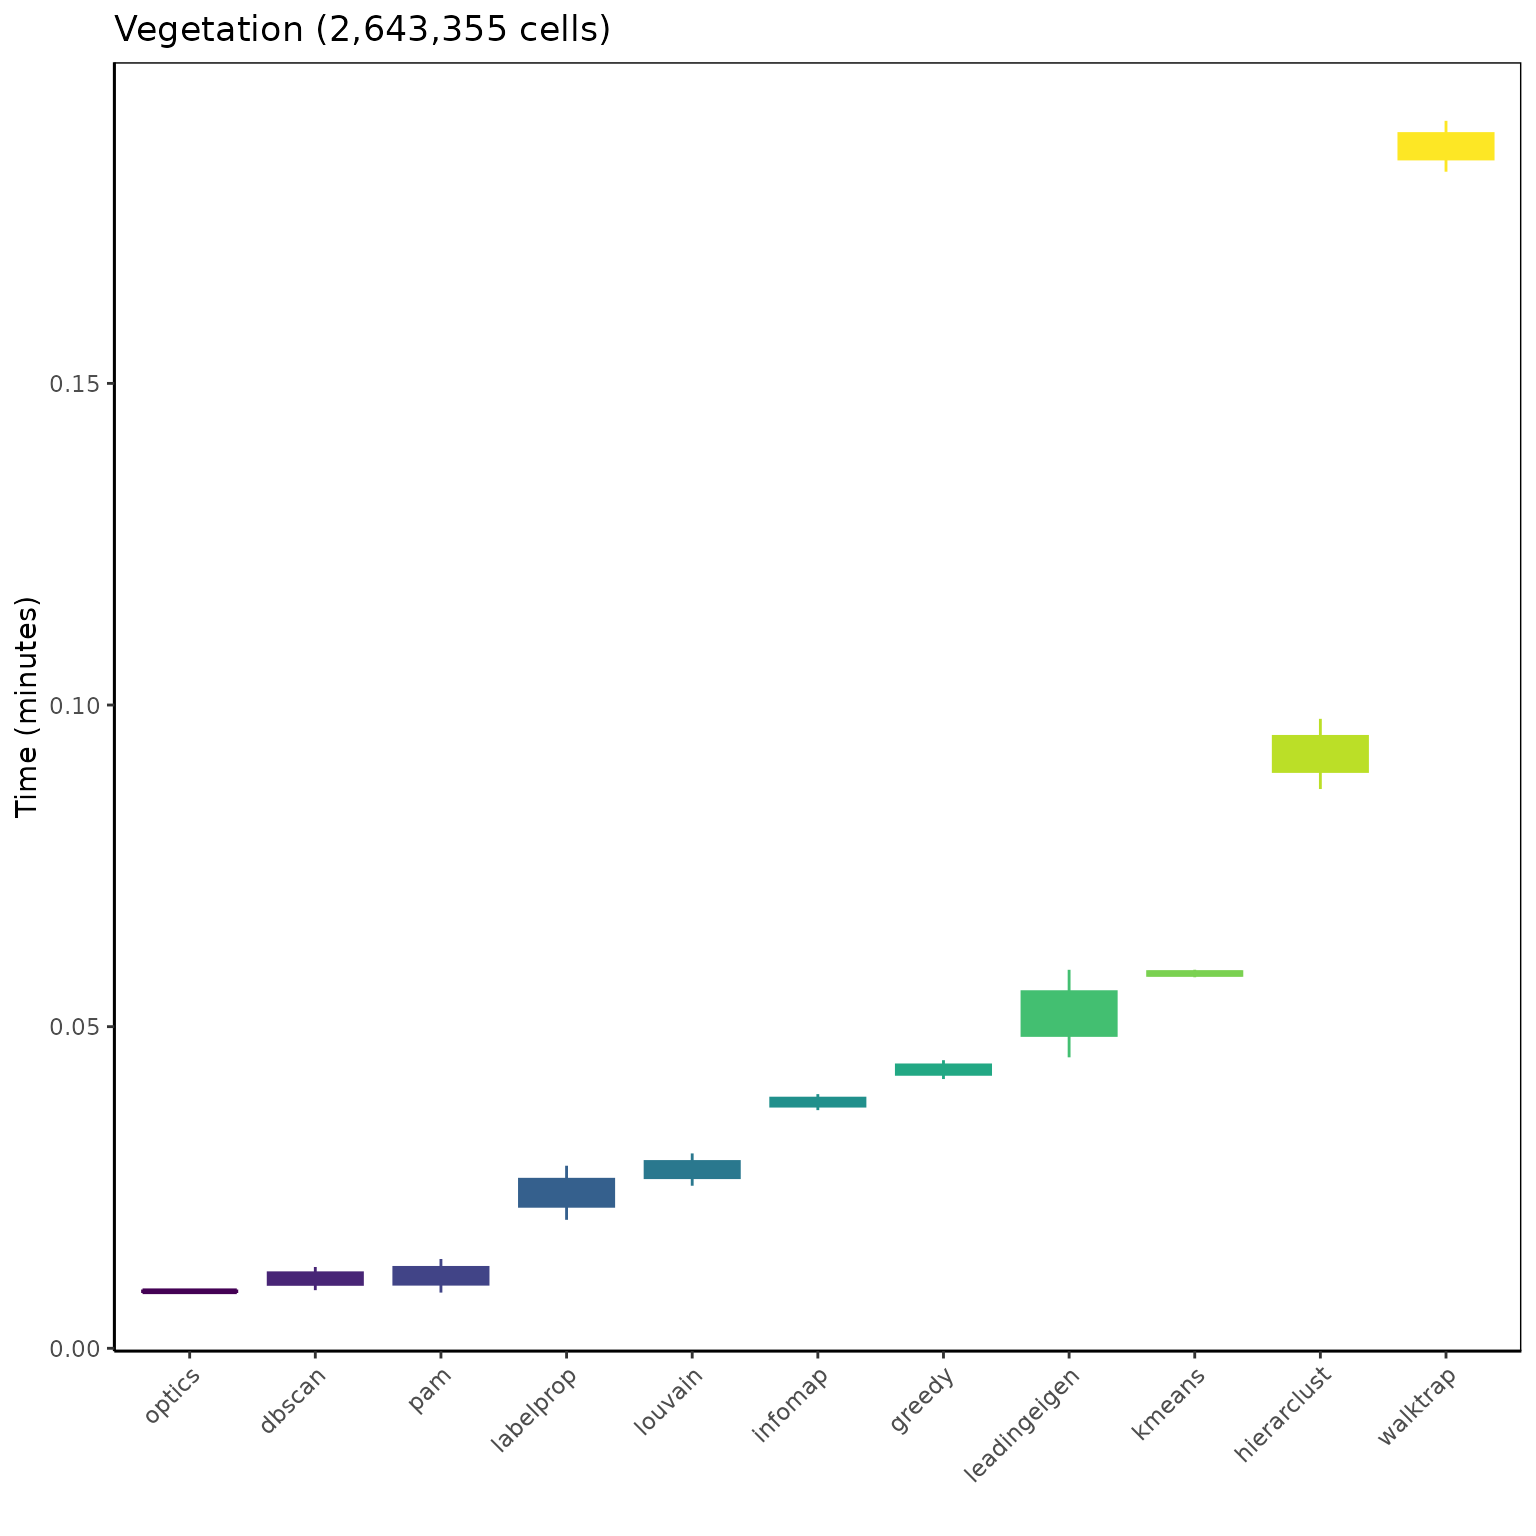 Vegetation (2,643,355 cells)
Time (minutes)
0.15
0.10
0.05
0.00
optics
dbscan
pam
labelprop
louvain
infomap
greedy
leadingeigen
kmeans
hierarclust
walktrap